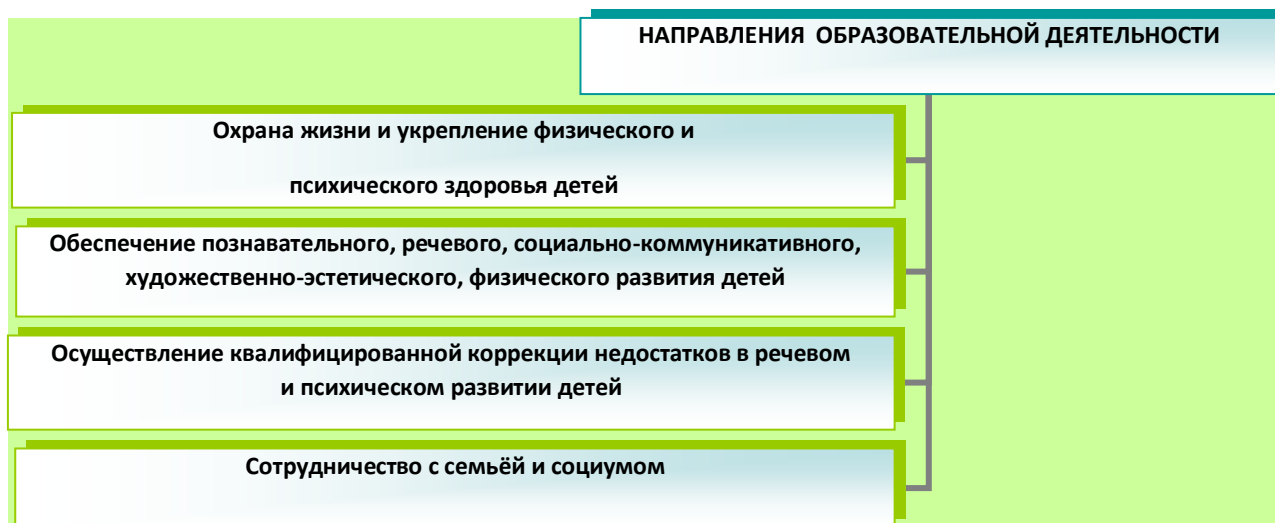 НАПРАВЛЕНИЯ ОБРАЗОВАТЕЛЬНОЙ ДЕЯТЕЛЬНОСТИ
Охрана жизни и укрепление физического и
психического здоровья детей
Обеспечение познавательного, речевого, социально-коммуникативного,
художественно-эстетического, физического развития детей
Осуществление квалифицированной коррекции недостатков в речевом
и психическом развитии детей
Сотрудничество с семьёй и социумом